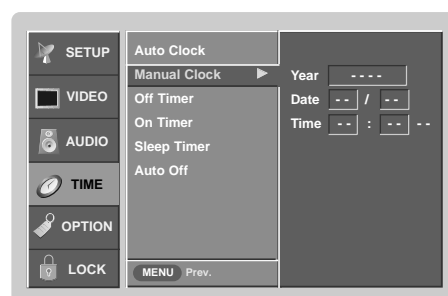 SETUP
VIDEO
AUDIO
TIME
OPTION
LOCK
Auto Clock
Manual Clock
Off Timer
On Timer
Sleep Timer
Auto Off
MENU Prev.
Year - - - -
Date - - / - -
Time - - : - - - -